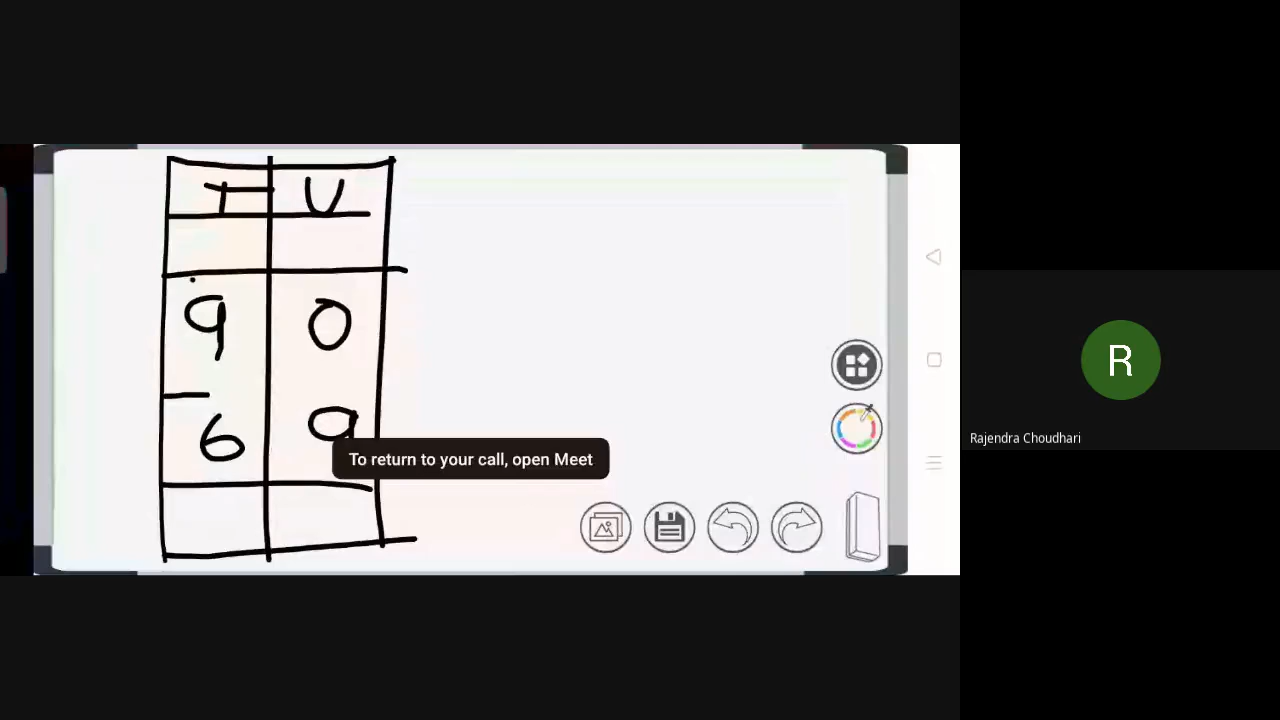 T U
9 0
- 6 9
To return to your call, open Meet
R
Rajendra Choudhari